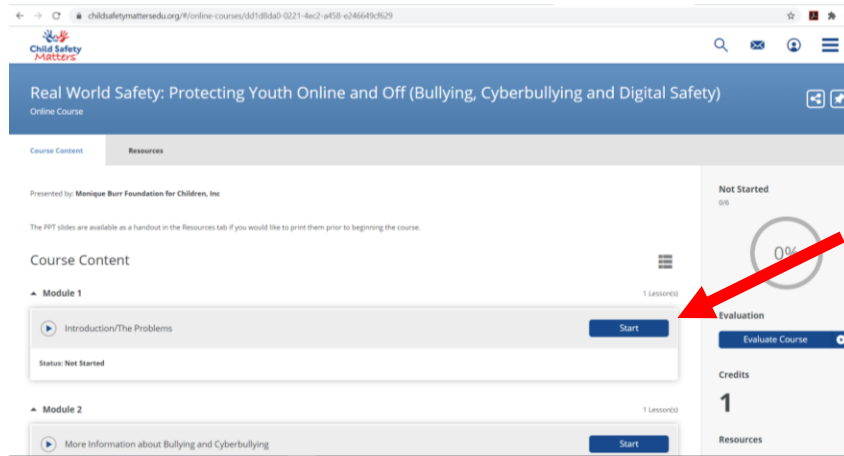 childsafetymattersedu.org/#/online-courses/dd1d8da0-0221-4ec2-a458-e246649cf629
Child Safety
Matters
Real World Safety: Protecting Youth Online and Off (Bullying, Cyberbullying and Digital Safety)
Online Course
Course Content
Resources
Presented by: Monique Burr Foundation for Children, Inc
The PPT slides are available as a handout in the Resources tab if you would like to print them prior to beginning the course.
Course Content
Module 1
1 Lesson(s)
Introduction/The Problems
Start
Status: Not Started
Module 2
1 Lesson(s)
More Information about Bullying and Cyberbullying
Start
Not Started
0/6
0%
Evaluation
Evaluate Course
Credits
1
Resources